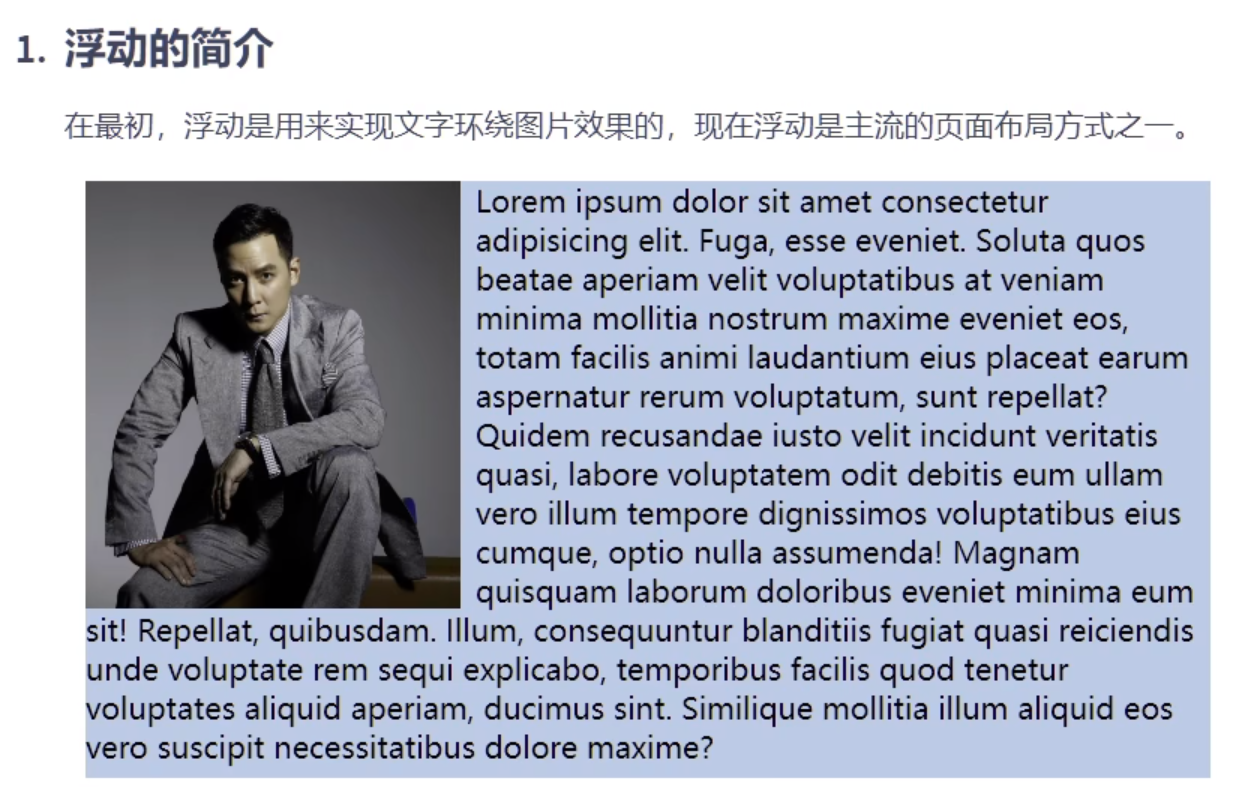 1. 浮动的简介
在最初，浮动是用来实现文字环绕图片效果的，现在浮动是主流的页面布局方式之一。
Lorem ipsum dolor sit amet consectetur
adipisicing elit. Fuga, esse eveniet. Soluta quos
beatae aperiam velit voluptatibus at veniam
minima mollitia nostrum maxime eveniet eos,
totam facilis animi laudantium eius placeat earum
aspernatur rerum voluptatum, sunt repellat?
Quidem recusandae iusto velit incidunt veritatis
quasi, labore voluptatem odit debitis eum ullam
vero illum tempore dignissimos voluptatibus eius
cumque, optio nulla assumenda! Magnam
quisquam laborum doloribus eveniet minima eum
sit! Repellat, quibusdam. Illum, consequuntur blanditiis fugiat quasi reiciendis
unde voluptate rem sequi explicabo, temporibus facilis quod tenetur
voluptates aliquid aperiam, ducimus sint. Similique mollitia illum aliquid eos
vero suscipit necessitatibus dolore maxime?